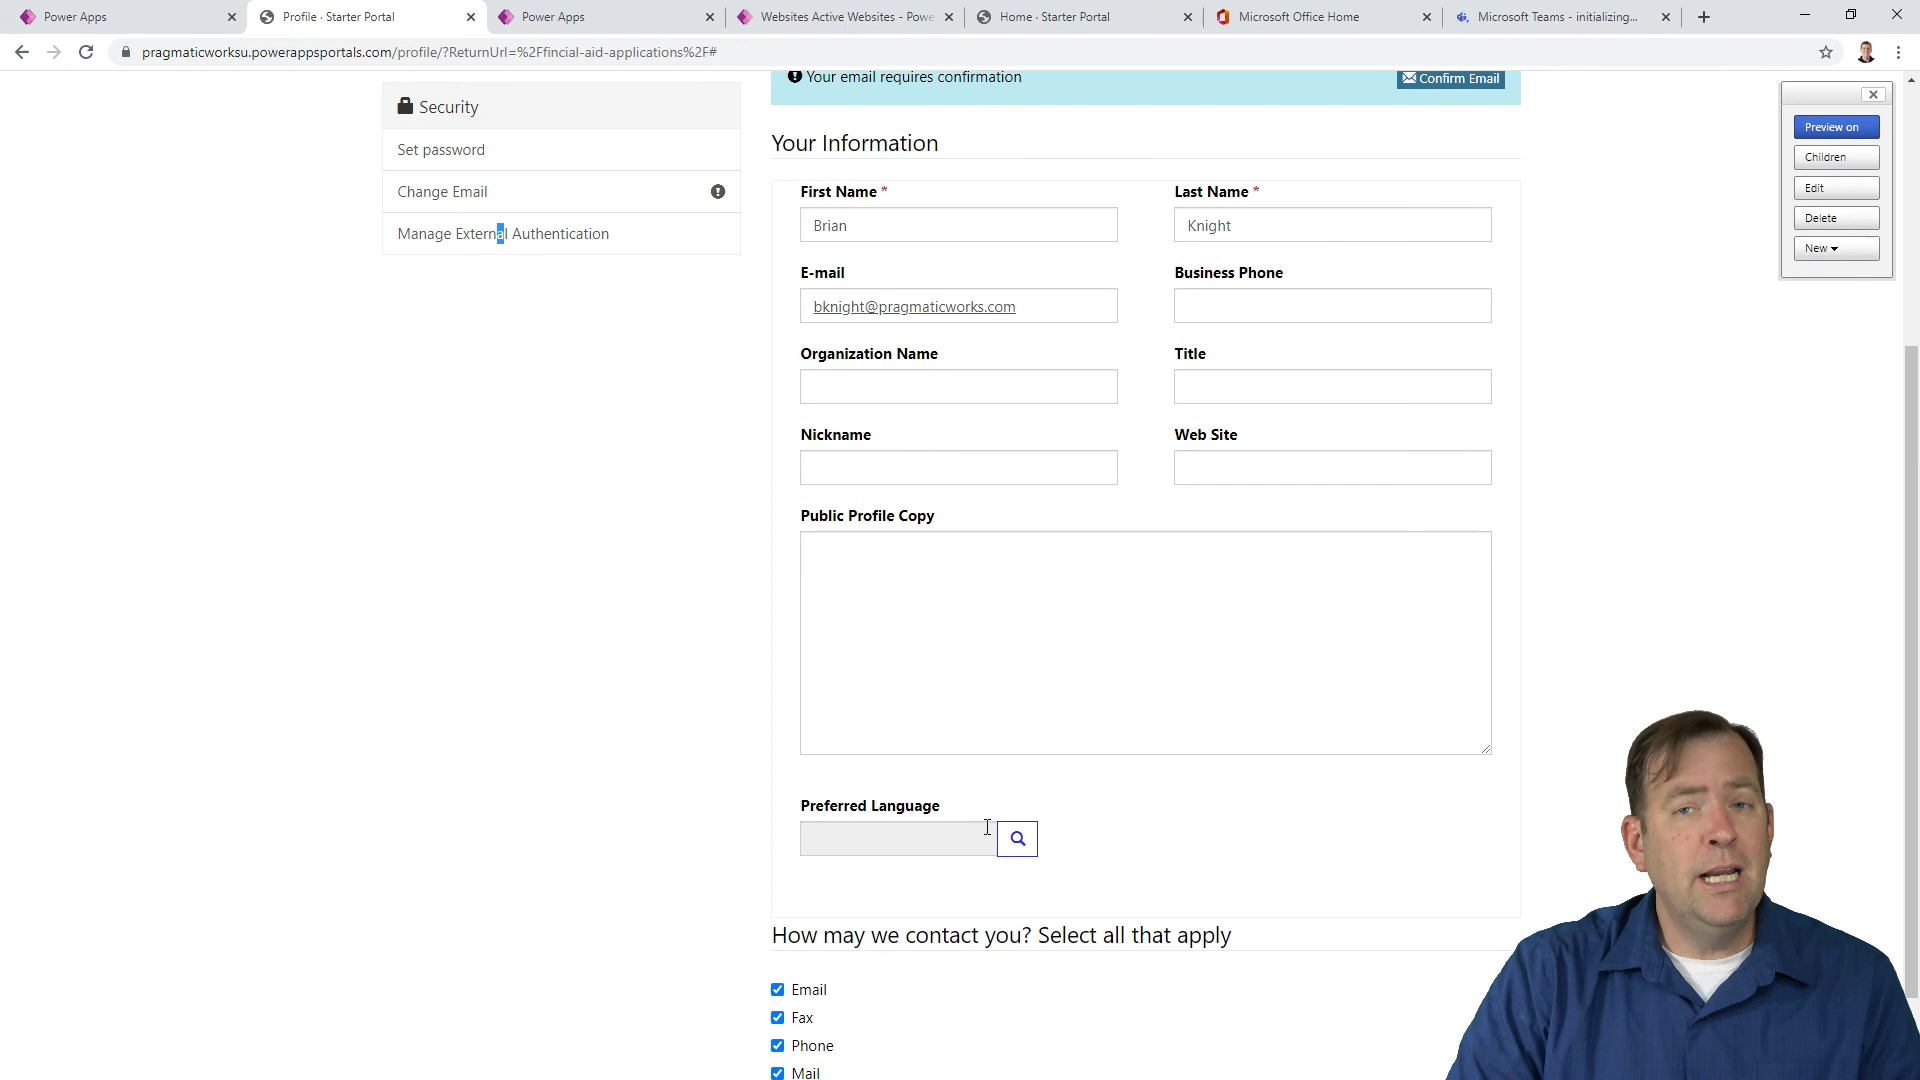 Power Apps
Profile · Starter Portal
Power Apps
Websites Active Websites - Powe
Home · Starter Portal
Microsoft Office Home
Microsoft Teams - initializing...
pragmaticworksu.powerappsportals.com/profile/?ReturnUrl=%2Ffincial-aid-applications%2F#
Your email requires confirmation
Confirm Email
Security
Set password
Change Email
Manage External Authentication
Your Information
First Name *
Last Name *
Brian
Knight
E-mail
Business Phone
bknight@pragmaticworks.com
Organization Name
Title
Nickname
Web Site
Public Profile Copy
Preferred Language
How may we contact you? Select all that apply
Email
Fax
Phone
Mail
Preview on
Children
Edit
Delete
New